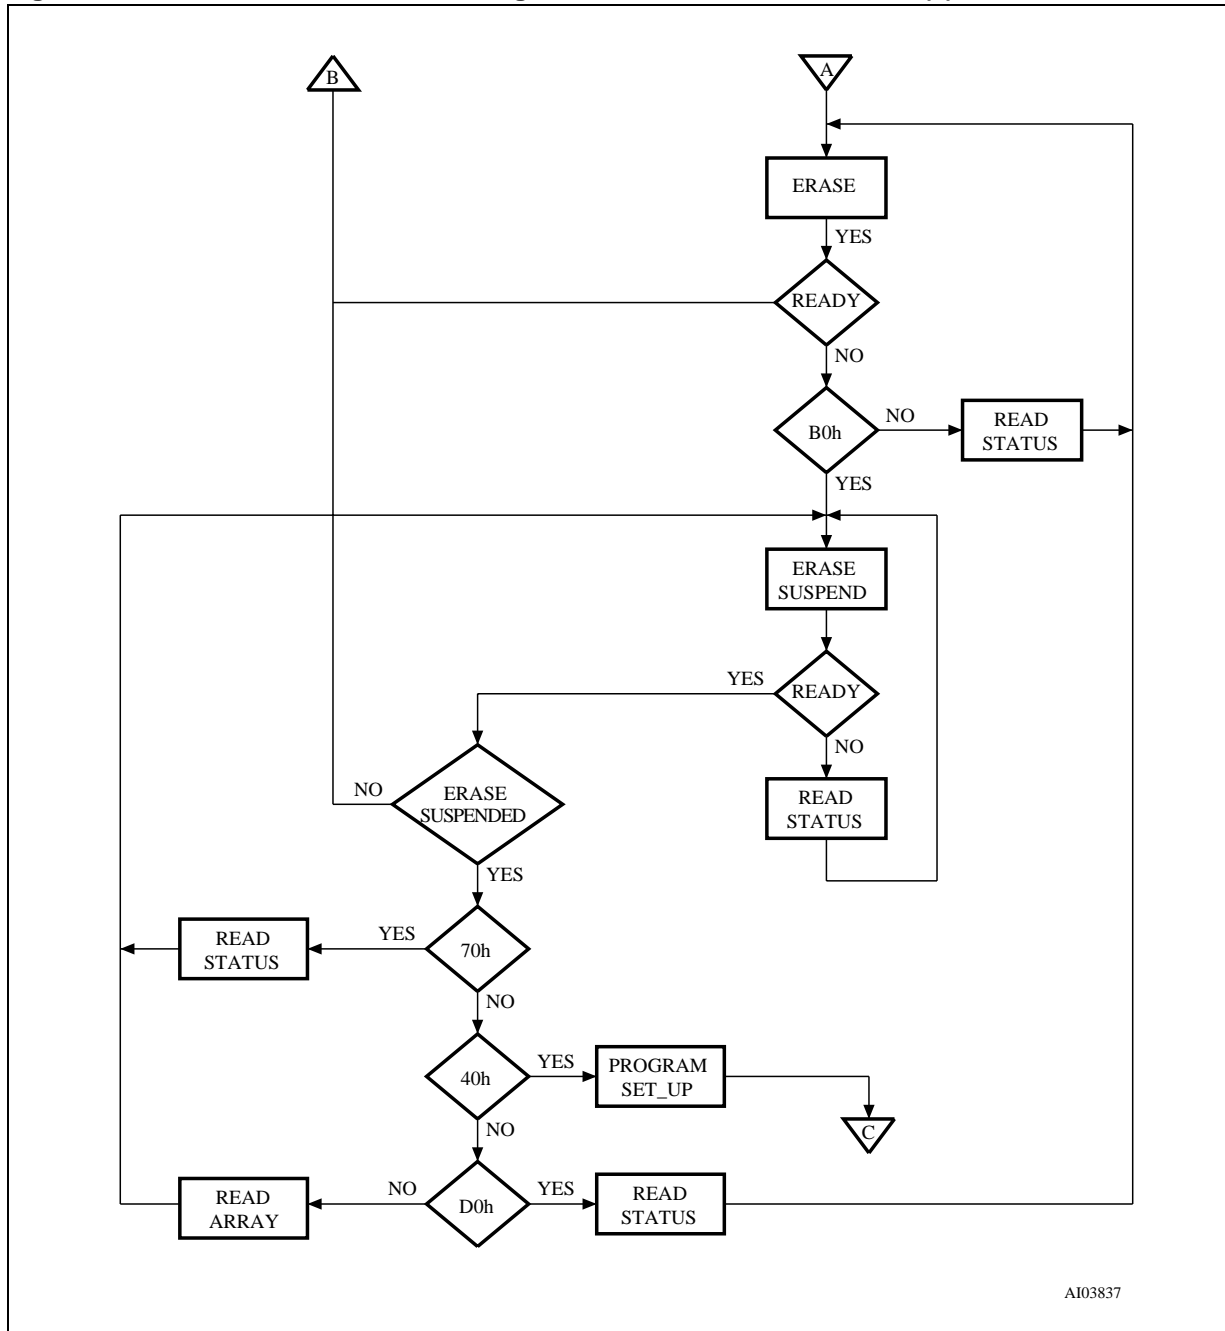 B
A
ERASE
YES
READY
NO
B0h
NO
READ
STATUS
YES
ERASE
SUSPEND
YES
READY
NO
NO
ERASE
SUSPENDED
READ
STATUS
YES
READ
STATUS
YES
70h
NO
40h
YES
PROGRAM
SET_UP
NO
C
READ
ARRAY
NO
D0h
YES
READ
STATUS
AI03837